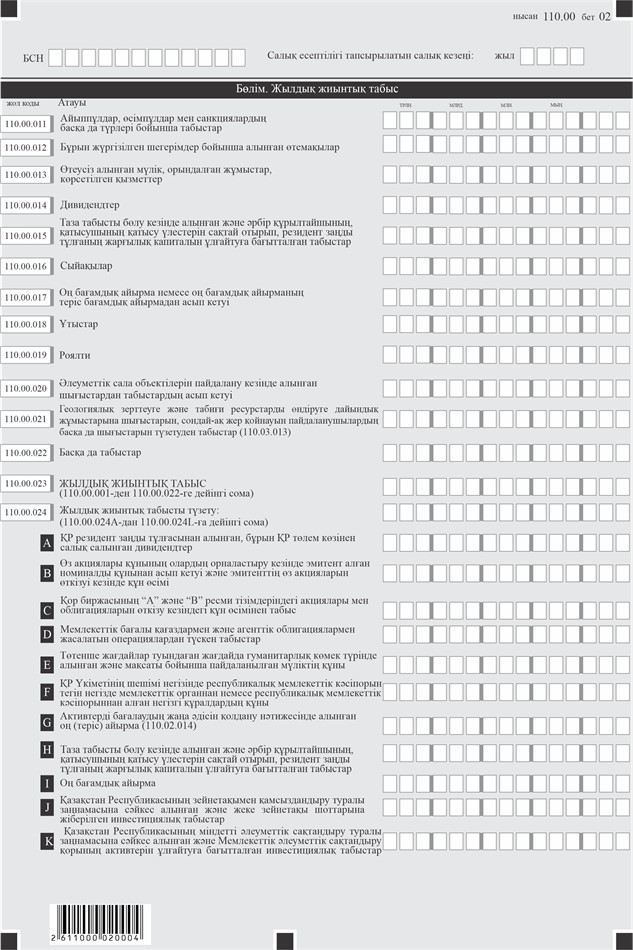 нысан 110.00 бет 02
БСН
Салық есептілігі тапсырылатын салық кезеңі: жыл
Бөлім. Жылдық жиынтық табыс
жол коды Атауы
трлн млрд млн мың
110.00.011 Айыппұлдар, өсімпұлдар мен санкциялардың
басқа да түрлері бойынша табыстар
110.00.012 Бұрын жүргізілген шегерімдер бойынша алынған өтемақылар
110.00.013 Өтеусіз алынған мүлік, орындалған жұмыстар,
көрсетілген қызметтер
110.00.014 Дивидендтер
110.00.015 Таза табысты бөлу кезінде алынған және әрбір құрылтайшының,
қатысушының қатысу үлестерін сақтай отырып, резидент заңды
тұлғаның жарғылық капиталын ұлғайтуға бағытталған табыстар
110.00.016 Сыйақылар
110.00.017 Оң бағамдық айырма немесе оң бағамдық айырманың
теріс бағамдық айырмадан асып кетуі
110.00.018 Ұтыстар
110.00.019 Роялти
110.00.020 Әлеуметтік сала объектілерін пайдалану кезінде алынған
шығыстардан табыстардың асып кетуі
110.00.021 Геологиялық зерттеуге және табиғи ресурстарды өндіруге дайындық
жұмыстарына шығыстарын, сондай-ақ жер қойнауын пайдаланушылардың
басқа да шығыстарын түзетуден табыстар (110.03.013)
110.00.022 Басқа да табыстар
110.00.023 ЖЫЛДЫҚ ЖИЫНТЫҚ ТАБЫС
(110.00.001-ден 110.00.022-ге дейінгі сома)
110.00.024 Жылдық жиынтық табысты түзету:
(110.00.024A-дан 110.00.024L-ға дейінгі сома)
A ҚР резидент заңды тұлғасынан алынған, бұрын ҚР төлем көзінен
салық салынған дивидендтер
B Өз акциялары құнының олардың орналастыру кезінде эмитент алған
номиналды құнынан асып кетуі және эмитенттің өз акцияларын
өткізуі кезінде құн өсімі
C Қор биржасының “А” және “В” ресми тізімдеріндегі акциялары мен
облигацияларын өткізу кезіндегі құн өсімінен табыс
D Мемлекеттік бағалы қағаздармен және агенттік облигациялармен
жасалатын операциялардан түскен табыстар
E Төтенше жағдайлар туындаған жағдайда гуманитарлық көмек түрінде
алынған және мақсаты бойынша пайдаланылған мүліктің құны
F ҚР Үкіметінің шешімі негізінде республикалық мемлекеттік кәсіпорын
тегін негізде мемлекеттік органнан немесе республикалық мемлекеттік
кәсіпорыннан алған негізгі құралдардың құны
G Активтерді бағалаудың жаңа әдісін қолдану нәтижесінде алынған
оң (теріс) айырма (110.02.014)
H Таза табысты бөлу кезінде алынған және әрбір құрылтайшының,
қатысушының қатысу үлестерін сақтай отырып, резидент заңды
тұлғаның жарғылық капиталын ұлғайтуға бағытталған табыстар
I Оң бағамдық айырма
J Қазақстан Республикасының зейнетақымен қамсыздандыру туралы
заңнамасына сәйкес алынған және жеке зейнетақы шоттарына
жіберілген инвестициялық табыстар
K Қазақстан Республикасының міндетті әлеуметтік сақтандыру туралы
заңнамасына сәйкес алынған және Мемлекеттік әлеуметтік сақтандыру
қорының активтерін ұлғайтуға бағытталған инвестициялық табыстар
2 611000 020004